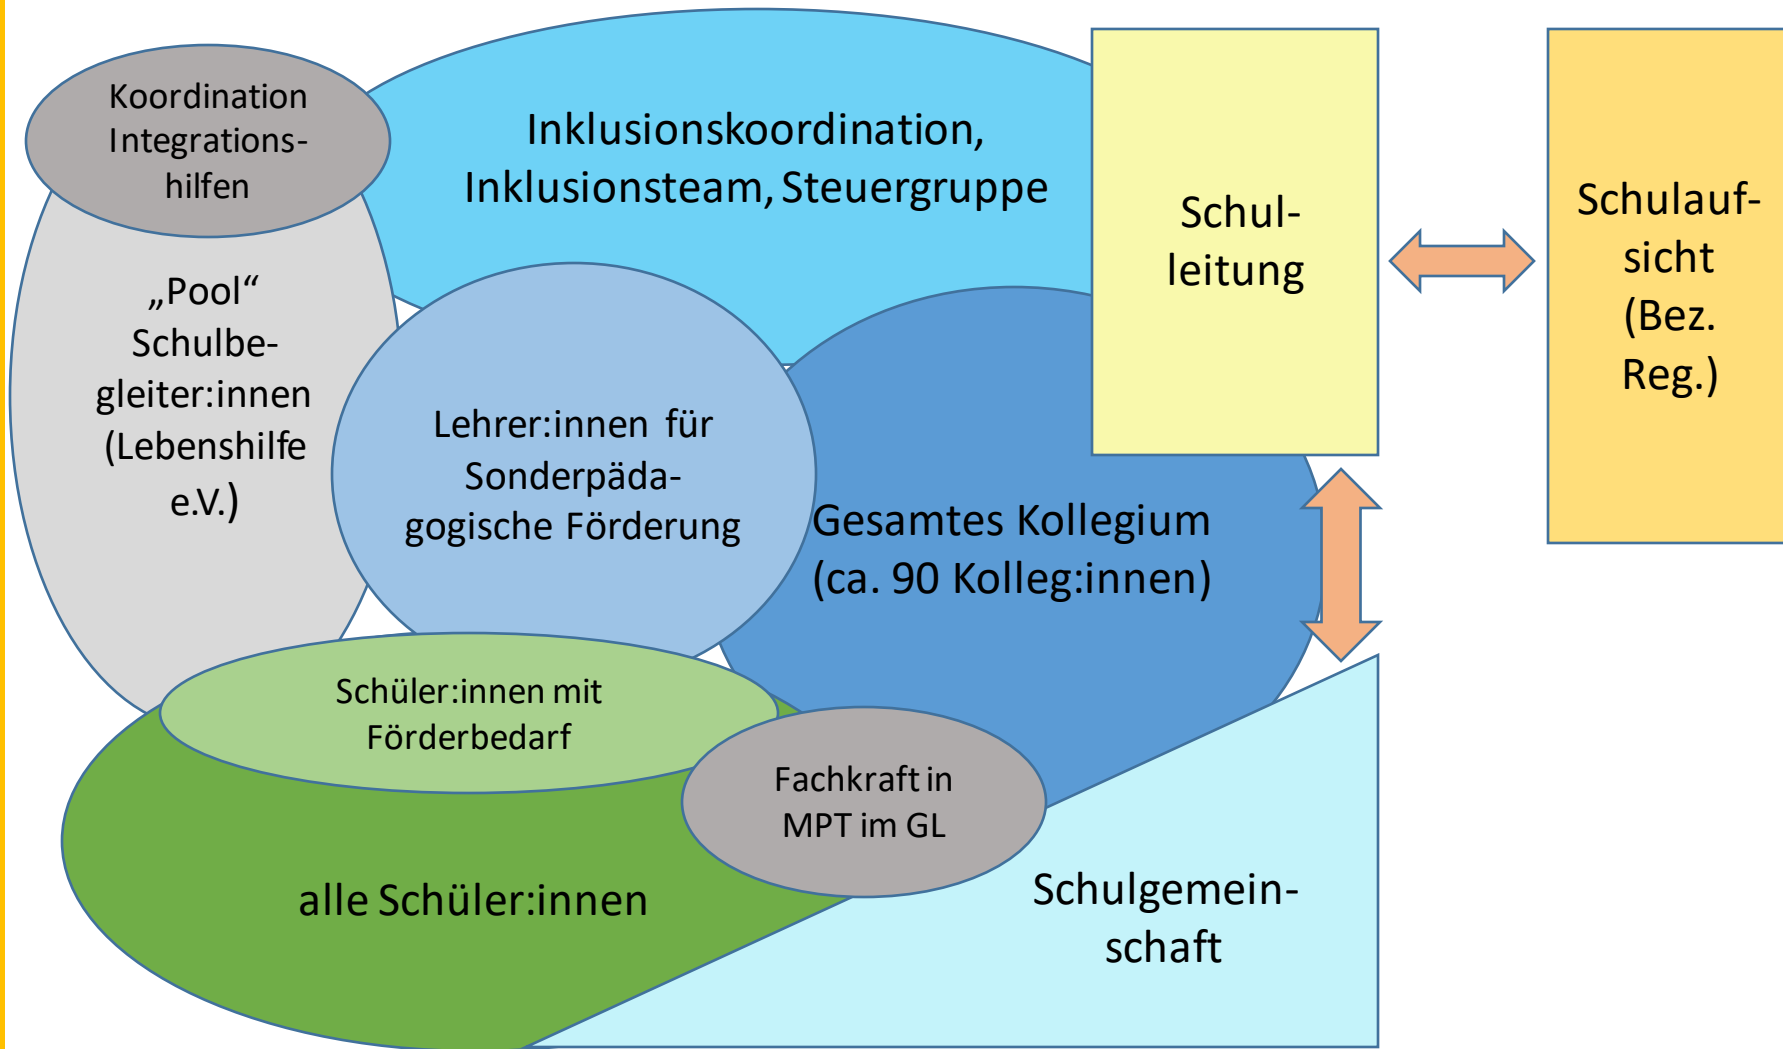 Koordination
Integrations-
hilfen
Inklusionskoordination,
Inklusionsteam, Steuergruppe
Schul-
leitung
Schulauf-
sicht
(Bez.
Reg.)
„Pool“
Schulbe-
gleiter:innen
(Lebenshilfe
e.V.)
Lehrer:innen für
Sonderpäda-
gogische Förderung
Gesamtes Kollegium
(ca. 90 Kolleg:innen)
Schüler:innen mit
Förderbedarf
Fachkraft in
MPT im GL
alle Schüler:innen
Schulgemein-
schaft